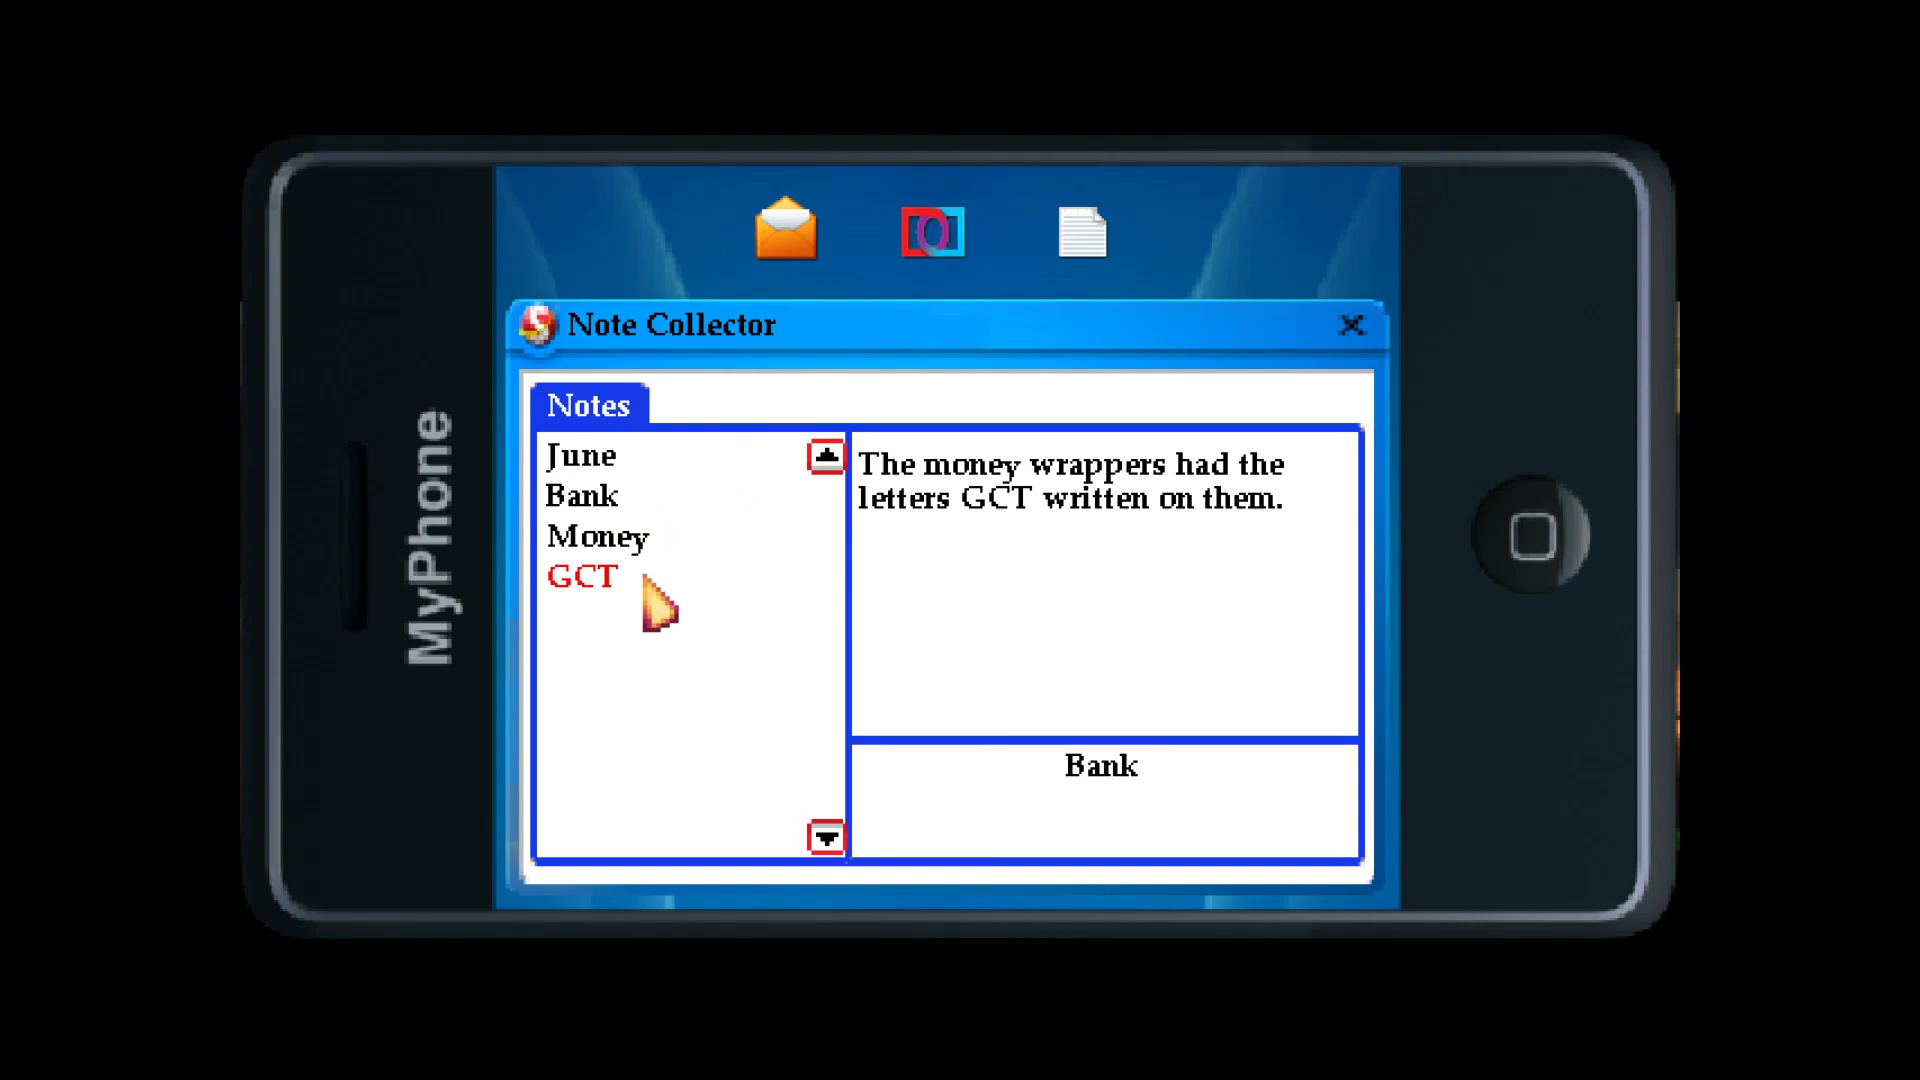 MyPhone
Note Collector
Notes
June
Bank
Money
GCT
The money wrappers had the
letters GCT written on them.
Bank